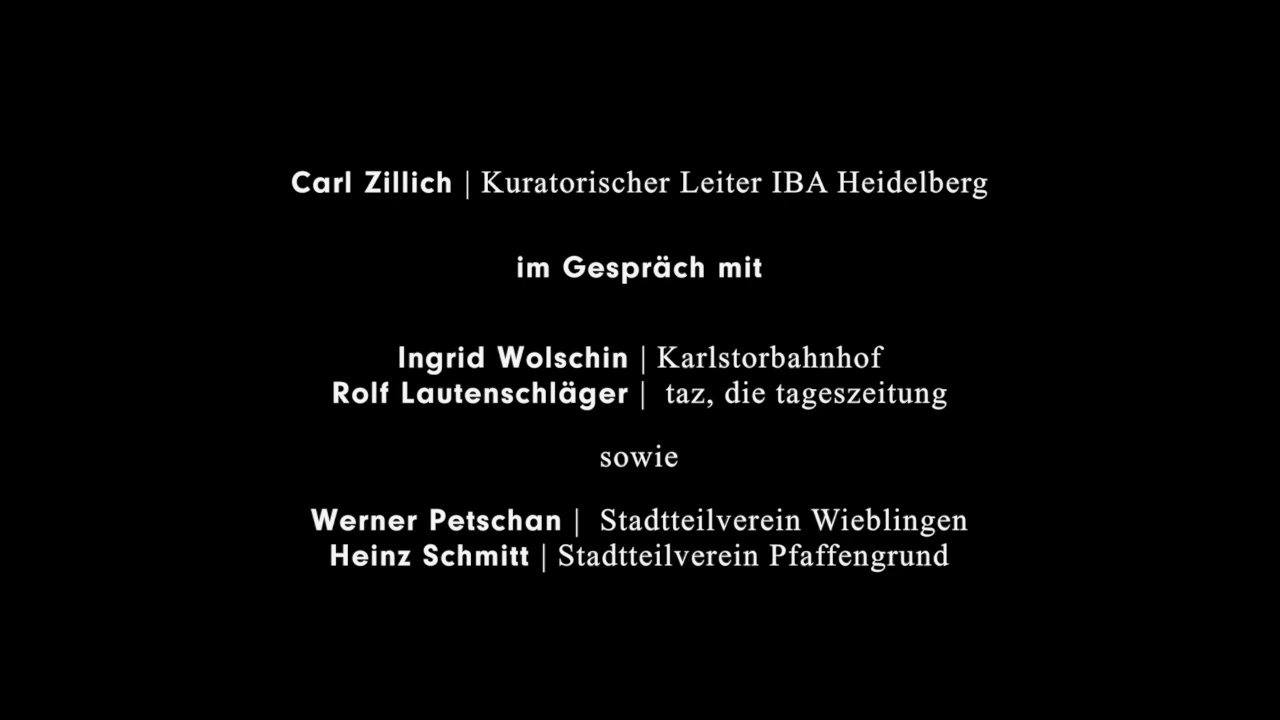 Carl Zillich | Kuratorischer Leiter IBA Heidelberg
im Gespräch mit
Ingrid Wolschin | Karlstorbahnhof
Rolf Lautenschläger | taz, die tageszeitung
sowie
Werner Petschan | Stadtteilverein Wieblingen
Heinz Schmitt | Stadtteilverein Pfaffengrund